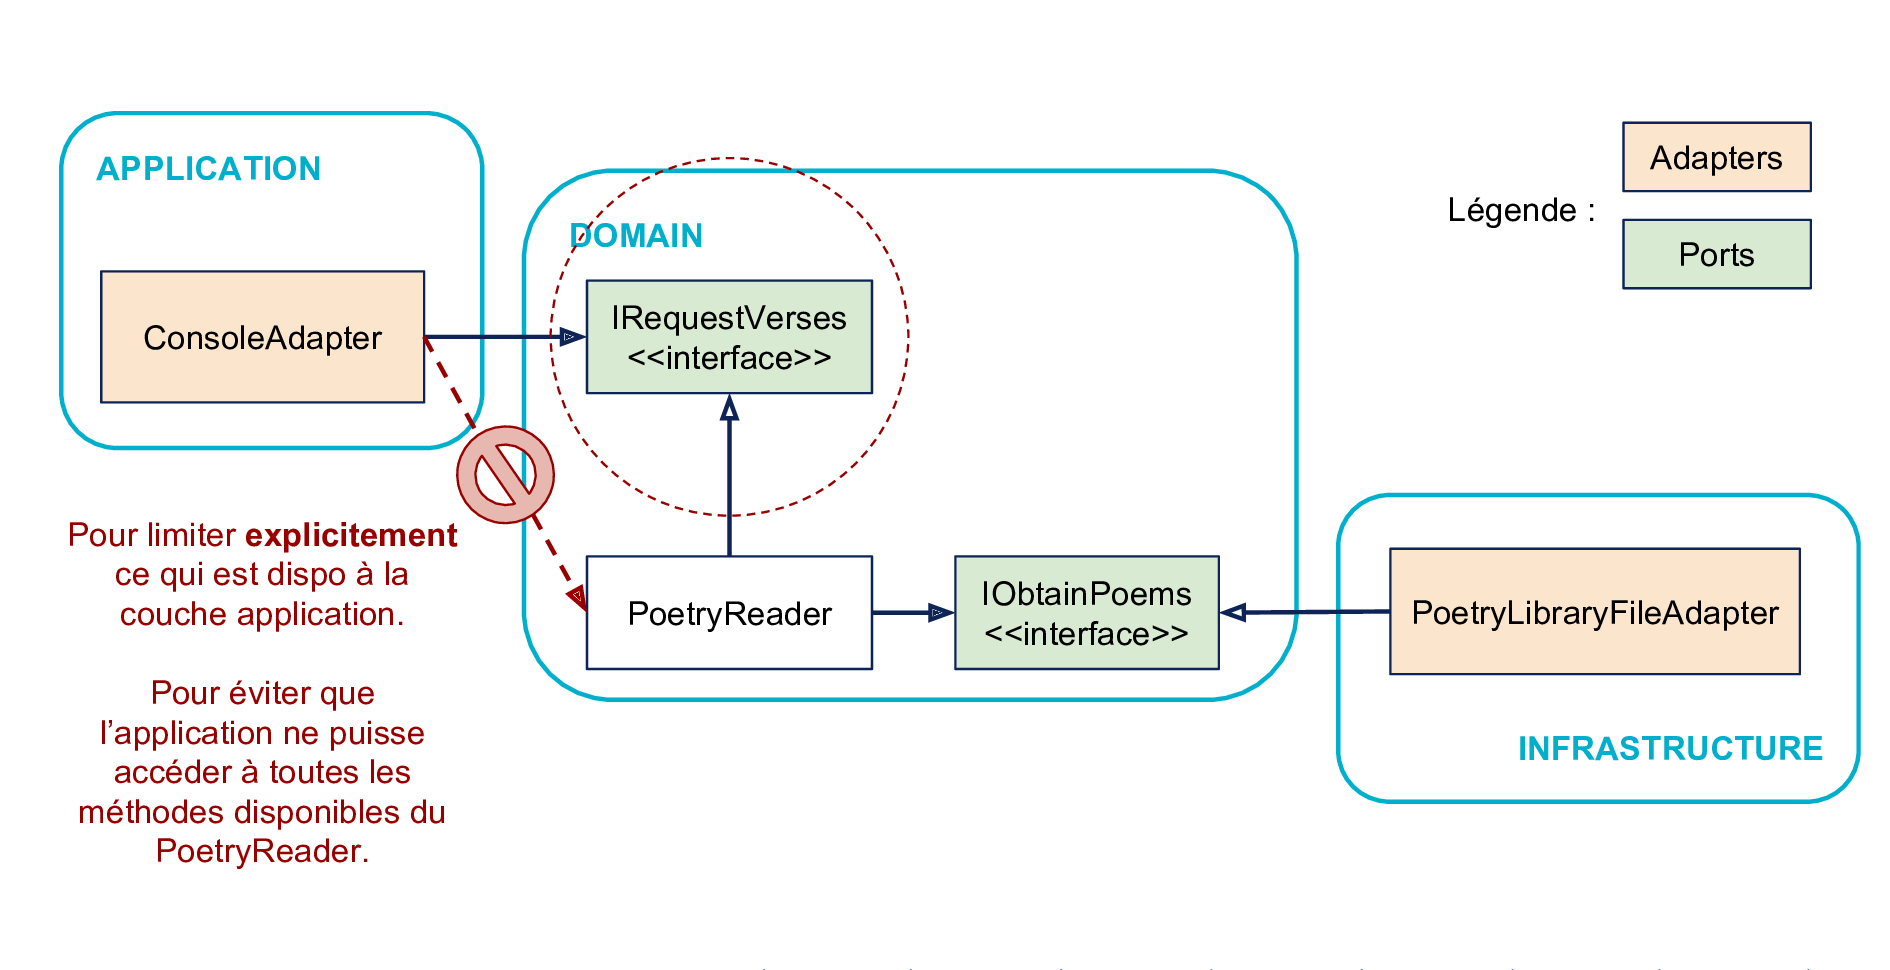 APPLICATION
ConsoleAdapter
DOMAIN
IRequestVerses
<<interface>>
PoetryReader
IObtainPoems
<<interface>>
PoetryLibraryFileAdapter
INFRASTRUCTURE
Légende :
Adapters
Ports
Pour limiter explicitement
ce qui est dispo à la
couche application.
Pour éviter que
l’application ne puisse
accéder à toutes les
méthodes disponibles du
PoetryReader.